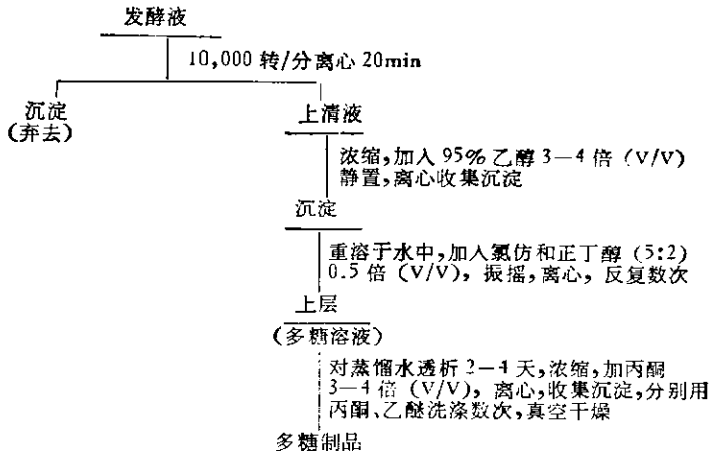 发酵液
10,000 转/分离心 20min
沉淀
(弃去)
上清液
浓缩,加入 95% 乙醇 3—4 倍 (V/V)
静置,离心收集沉淀
沉淀
重溶于水中,加入氯仿和正丁醇 (5:2)
0.5 倍 (V/V), 振摇,离心, 反复数次
上层
(多糖溶液)
对蒸馏水透析 2—4 天,浓缩,加丙酮
3—4 倍 (V/V), 离心,收集沉淀,分别用
丙酮、乙醚洗涤数次,真空干燥
多糖制品